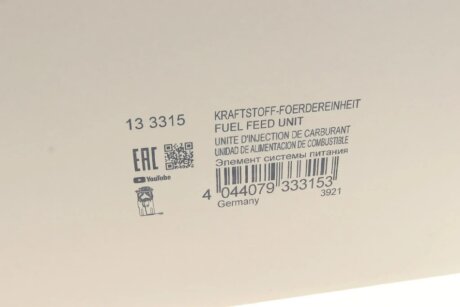 13 3315
KRAFTSTOFF-FOERDEREINHEIT
FUEL FEED UNIT
UNITE D'INJECTION DE CARBURANT
UNIDAD DE ALIMENTACION DE COMBUSTIBLE
Элемент системы питания
EAC
YouTube
4 044079 333153
Germany 3921